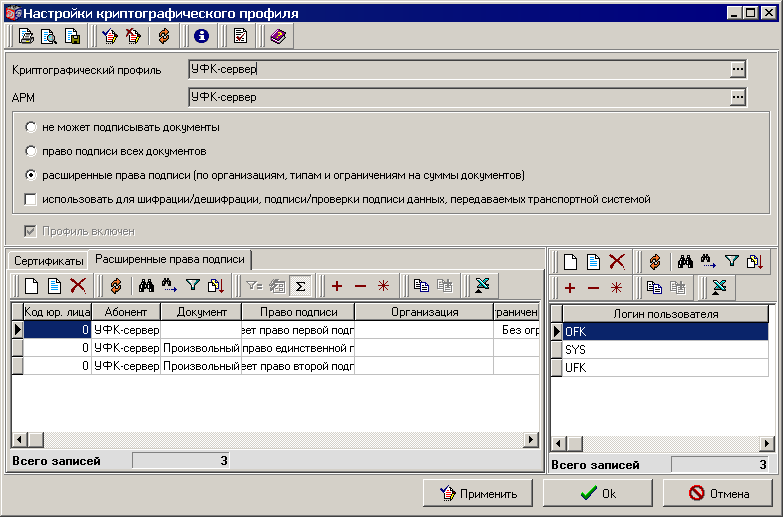 Настройки криптографического профиля
Криптографический профиль УФК-сервер
АРМ УФК-сервер
не может подписывать документы
право подписи всех документов
расширенные права подписи (по организациям, типам и ограничениям на суммы документов)
использовать для шифрации/дешифрации, подписи/проверки подписи данных, передаваемых транспортной системой
Профиль включен
Сертификаты Расширенные права подписи
Код юр. лица Абонент Документ Право подписи Организация раничен
0 УФК-сервер еет право первой подп Без огр
0 УФК-сервер Произвольный право единственной г
0 УФК-сервер Произвольный еет право второй подп
Всего записей 3
Логин пользователя
OFK
SYS
UFK
Всего записей 3
Применить Ok Отмена